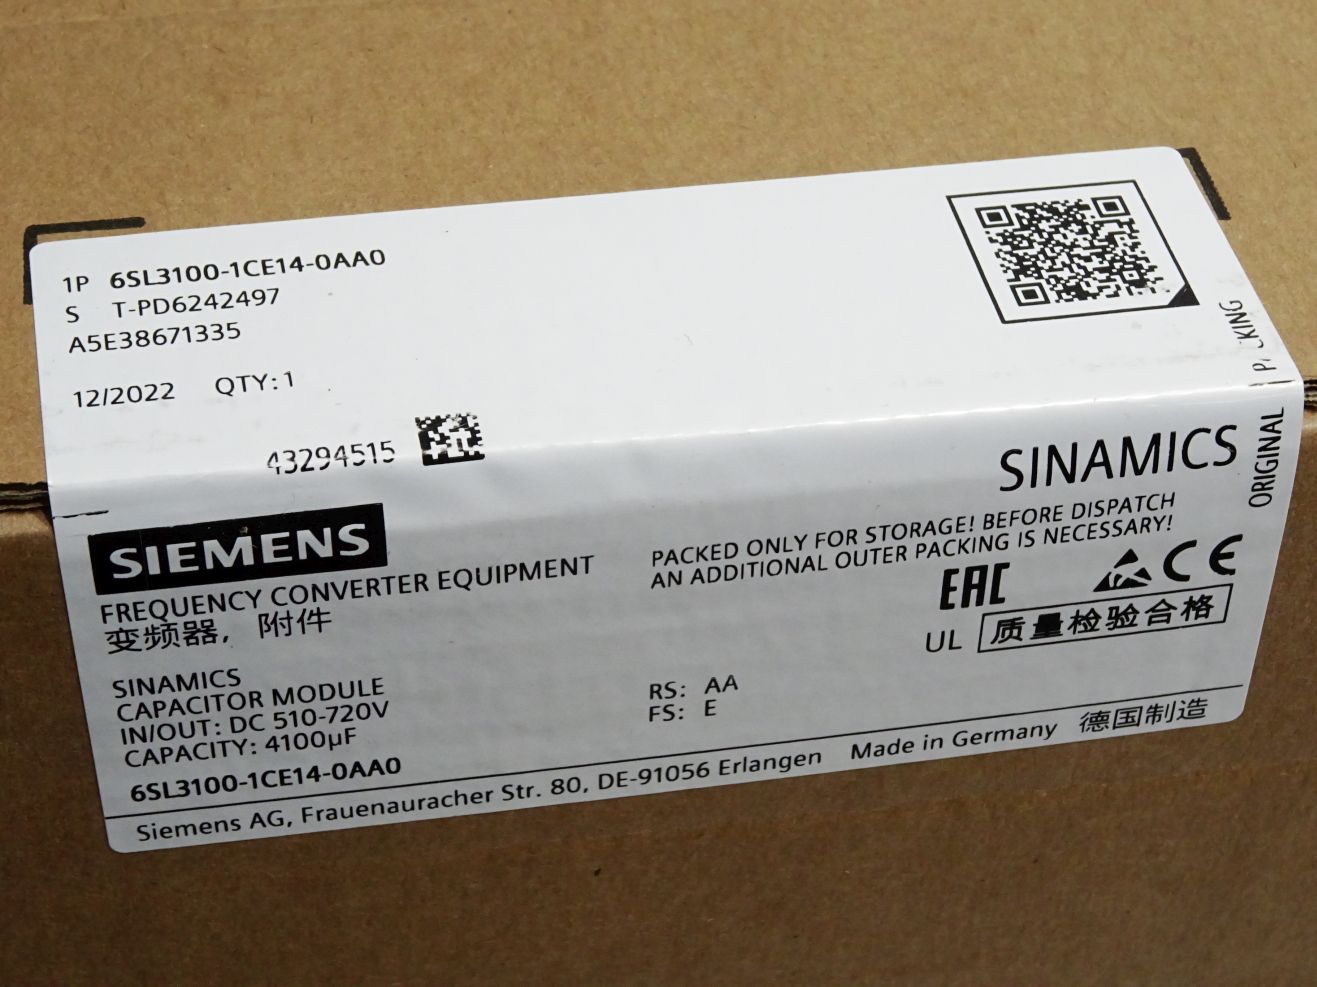 1P 6SL3100-1CE14-0AA0
S T-PD6242497
A5E38671335
12/2022 QTY: 1
43294515
ORIGINAL
SINAMICS
SIEMENS
FREQUENCY CONVERTER EQUIPMENT
变频器, 附件
PACKED ONLY FOR STORAGE! BEFORE DISPATCH
AN ADDITIONAL OUTER PACKING IS NECESSARY!
EAC CE
UL 质量检验合格
SINAMICS
CAPACITOR MODULE
IN/OUT: DC 510-720V
CAPACITY: 4100µF
6SL3100-1CE14-0AA0
RS: AA
FS: E
Siemens AG, Frauenauracher Str. 80, DE-91056 Erlangen Made in Germany 德国制造